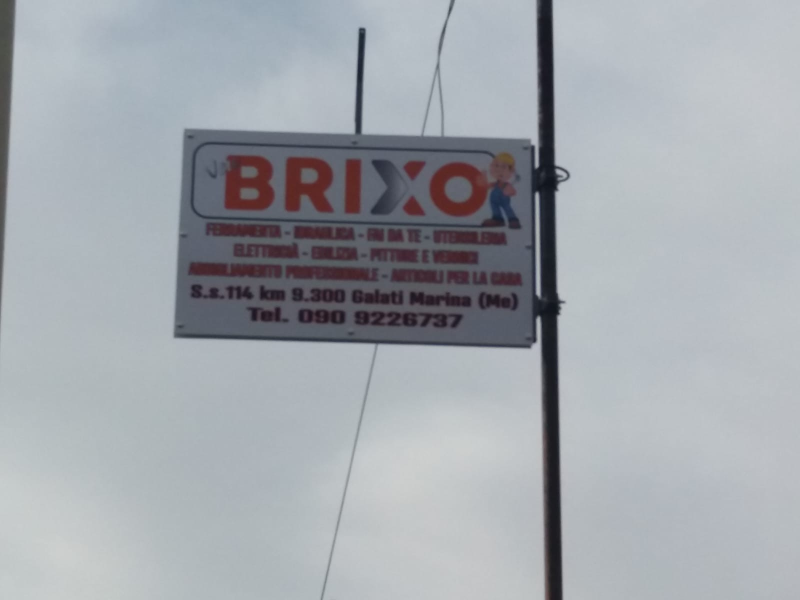 BRIXO
FERRAMENTA - IDRAULICA - FAI DA TE - UTENSILERIA
ELETTRICITÀ - EDILIZIA - PITTURE E VERNICI
ABBIGLIAMENTO PROFESSIONALE - ARTICOLI PER LA CASA
S.s.114 km 9.300 Galati Marina (Me)
Tel. 090 9226737